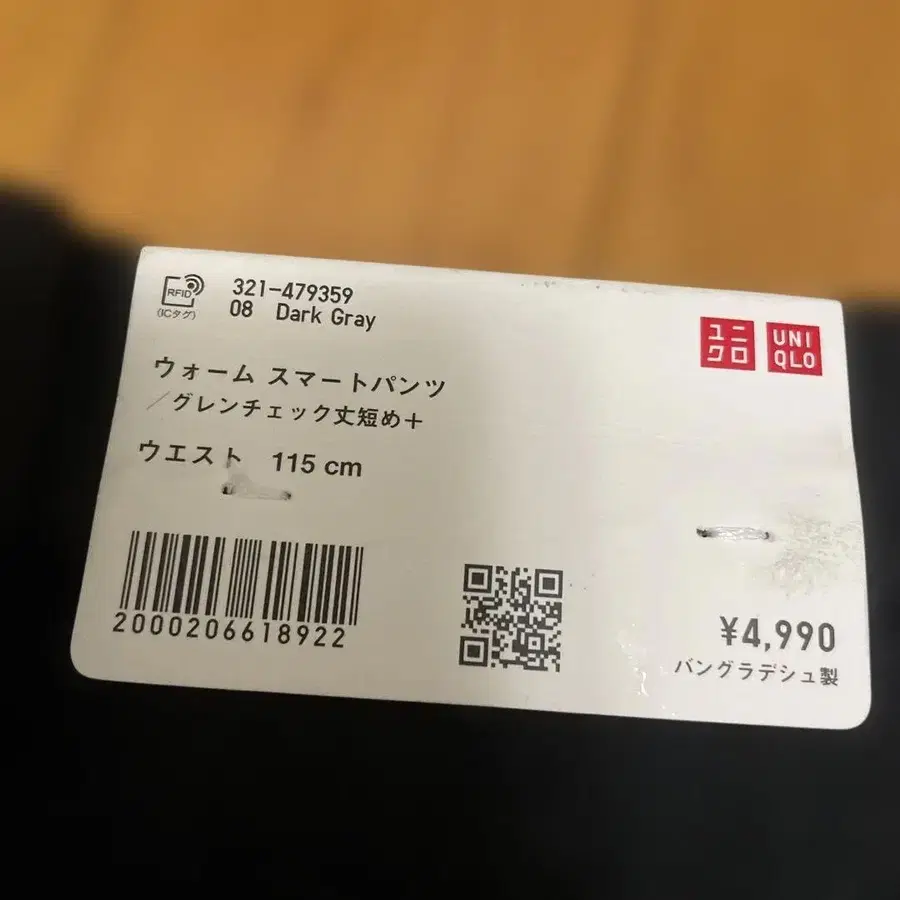 RFID
(ICタグ)
321-479359
08 Dark Gray
ユニ
クロ
UNI
QLO
ウォーム スマートパンツ
／グレンチェック丈短め＋
ウエスト 115 cm
2000206618922
¥4,990
バングラデシュ製